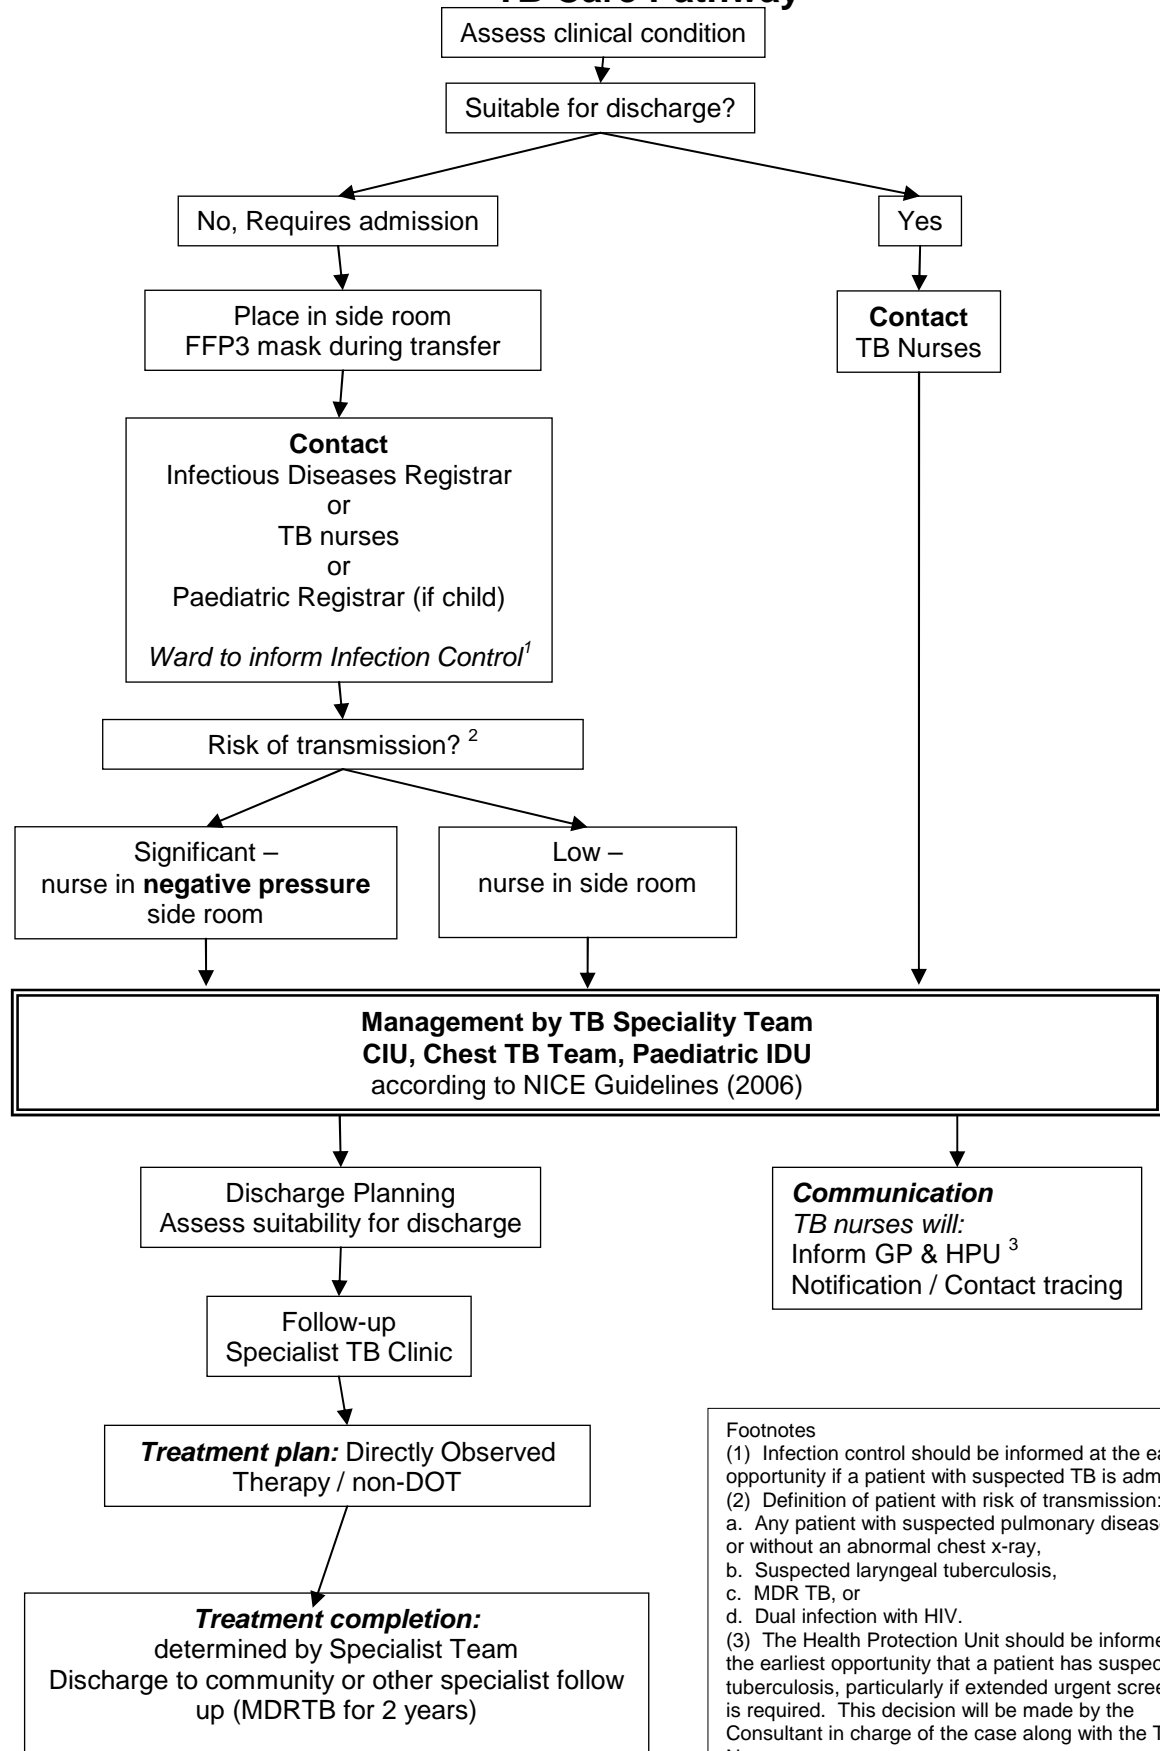 TB Care Pathway
Assess clinical condition
Suitable for discharge?
No, Requires admission
Yes
Place in side room
FFP3 mask during transfer
Contact
TB Nurses
Contact
Infectious Diseases Registrar
or
TB nurses
or
Paediatric Registrar (if child)
Ward to inform Infection Control1
Risk of transmission? 2
Significant –
nurse in negative pressure
side room
Low –
nurse in side room
Management by TB Speciality Team
CIU, Chest TB Team, Paediatric IDU
according to NICE Guidelines (2006)
Discharge Planning
Assess suitability for discharge
Communication
TB nurses will:
Inform GP & HPU 3
Notification / Contact tracing
Follow-up
Specialist TB Clinic
Treatment plan: Directly Observed
Therapy / non-DOT
Treatment completion:
determined by Specialist Team
Discharge to community or other specialist follow
up (MDRTB for 2 years)
Footnotes
(1) Infection control should be informed at the
opportunity if a patient with suspected TB is
(2) Definition of patient with risk of transmission:
a. Any patient with suspected pulmonary
or without an abnormal chest x-ray,
b. Suspected laryngeal tuberculosis,
c. MDR TB, or
d. Dual infection with HIV.
(3) The Health Protection Unit should be
the earliest opportunity that a patient has
tuberculosis, particularly if extended urgent
is required. This decision will be made by the
Consultant in charge of the case along with the